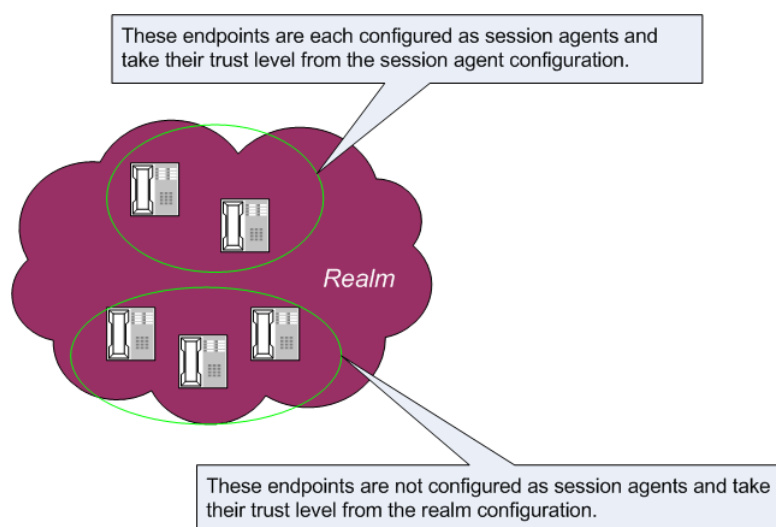 These endpoints are each configured as session agents and
take their trust level from the session agent configuration.
Realm
These endpoints are not configured as session agents and take
their trust level from the realm configuration.